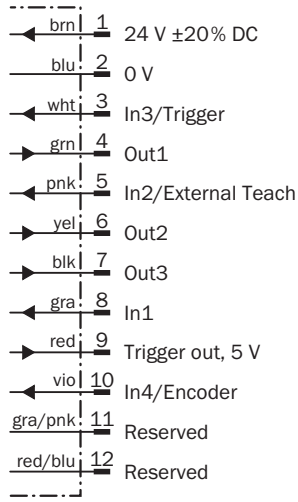 brn 1 24 V ±20% DC
blu 2 0 V
wht 3 In3/Trigger
grn 4 Out1
pnk 5 In2/External Teach
yel 6 Out2
blk 7 Out3
gra 8 In1
red 9 Trigger out, 5 V
vio 10 In4/Encoder
gra/pnk 11 Reserved
red/blu 12 Reserved